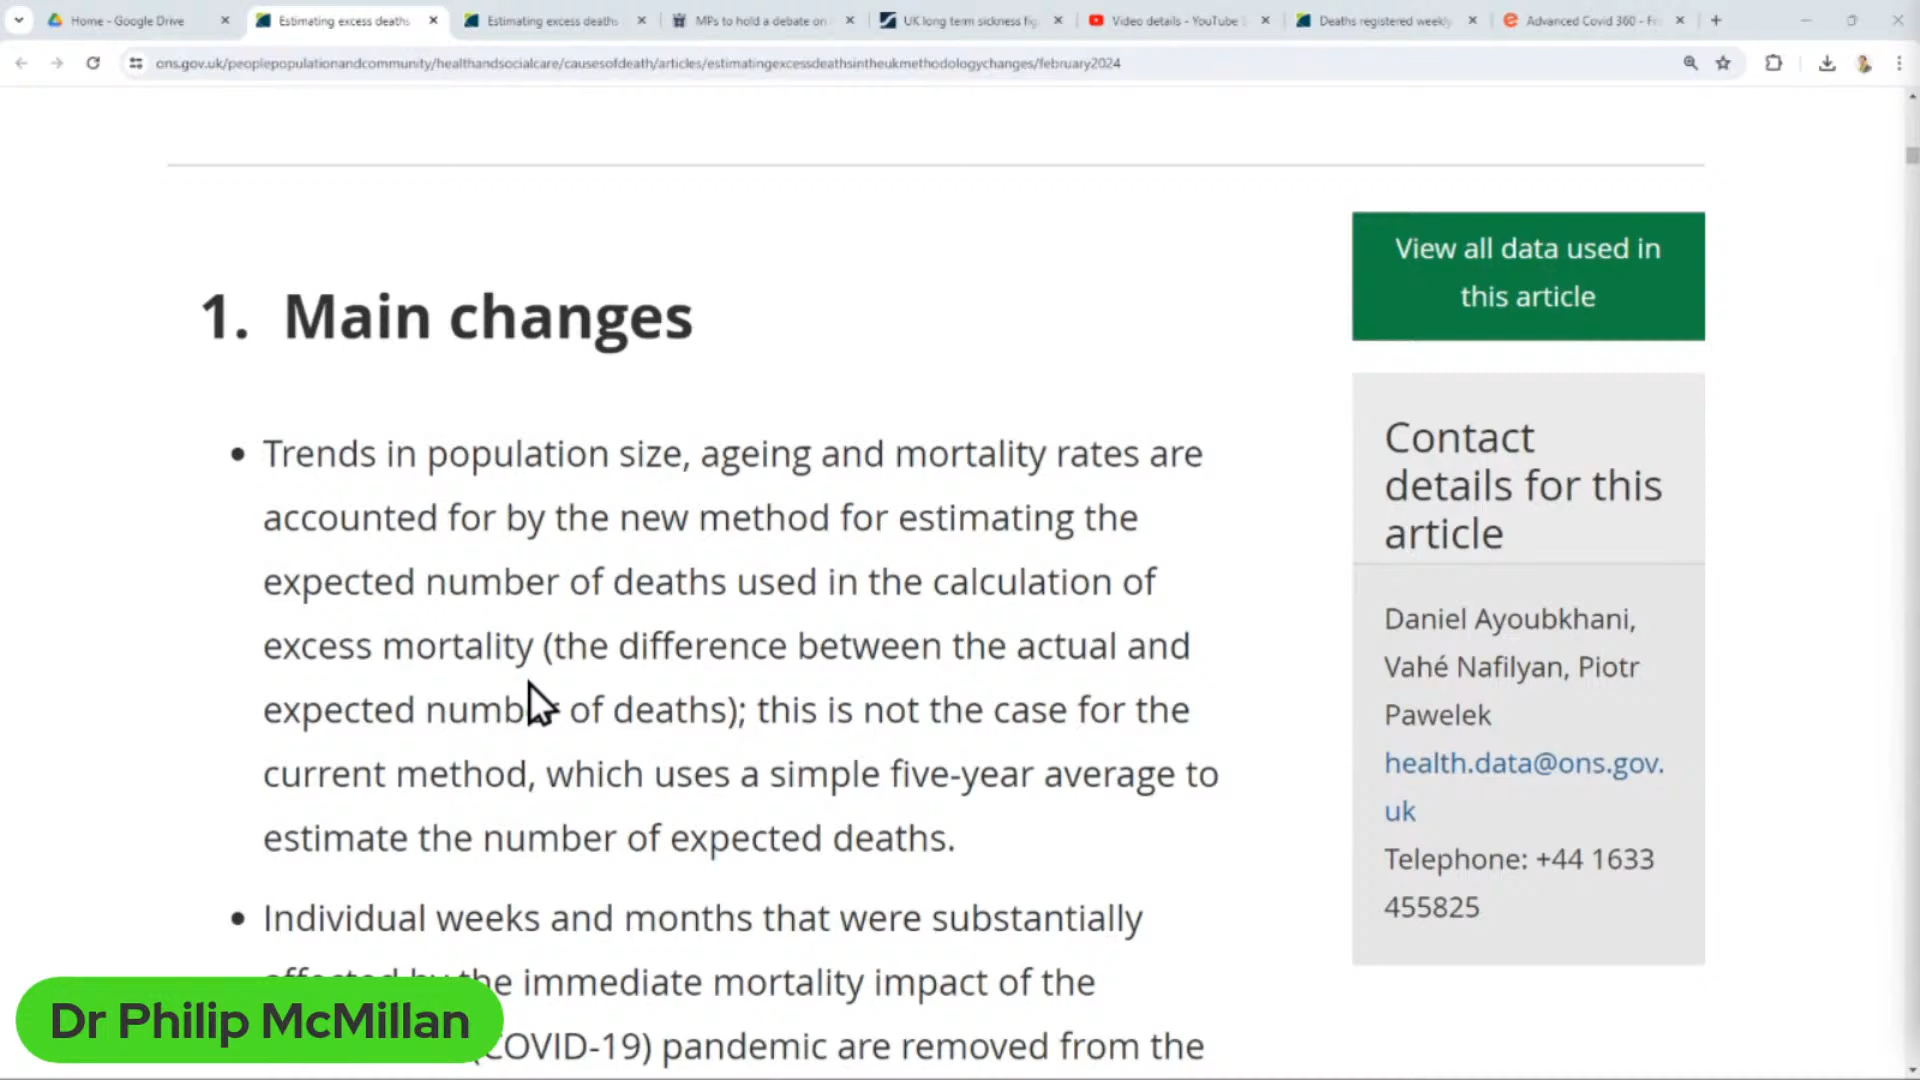 Home - Google Drive
Estimating excess deaths
Estimating excess deaths
MPs to hold a debate on
UK long term sickness fig
Video details - YouTube
Deaths registered weekly
Advanced Covid 360 - Fr
ons.gov.uk/peoplepopulationandcommunity/healthandsocialcare/causesofdeath/articles/estimatingexcessdeathsintheukmethodologychanges/february2024
1. Main changes
Trends in population size, ageing and mortality rates are
accounted for by the new method for estimating the
expected number of deaths used in the calculation of
excess mortality (the difference between the actual and
expected number of deaths); this is not the case for the
current method, which uses a simple five-year average to
estimate the number of expected deaths.
Individual weeks and months that were substantially
affected by the immediate mortality impact of the
(COVID-19) pandemic are removed from the
View all data used in
this article
Contact
details for this
article
Daniel Ayoubkhani,
Vahé Nafilyan, Piotr
Pawelek
health.data@ons.gov.
uk
Telephone: +44 1633
455825
Dr Philip McMillan